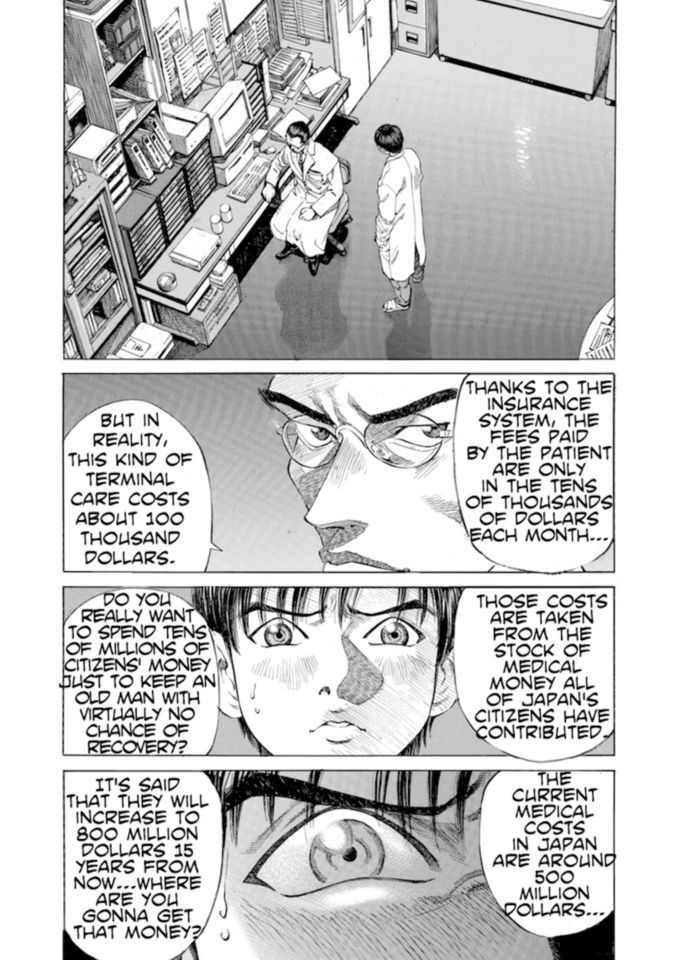 THANKS TO THE
INSURANCE
SYSTEM, THE
FEES PAID
BY THE PATIENT
ARE ONLY
IN THE TENS
OF THOUSANDS
OF DOLLARS
EACH MONTH...
BUT IN
REALITY,
THIS KIND OF
TERMINAL
CARE COSTS
ABOUT 100
THOUSAND
DOLLARS.
THOSE COSTS
ARE TAKEN
FROM THE
STOCK OF
MEDICAL
MONEY ALL
OF JAPAN'S
CITIZENS HAVE
CONTRIBUTED.
DO YOU
REALLY WANT
TO SPEND TENS
OF MILLIONS OF
CITIZENS' MONEY
JUST TO KEEP AN
OLD MAN WITH
VIRTUALLY NO
CHANCE OF
RECOVERY?
THE
CURRENT
MEDICAL
COSTS
IN JAPAN
ARE AROUND
500
MILLION
DOLLARS...
IT'S SAID
THAT THEY WILL
INCREASE TO
800 MILLION
DOLLARS 15
YEARS FROM
NOW...WHERE
ARE YOU
GONNA GET
THAT MONEY?